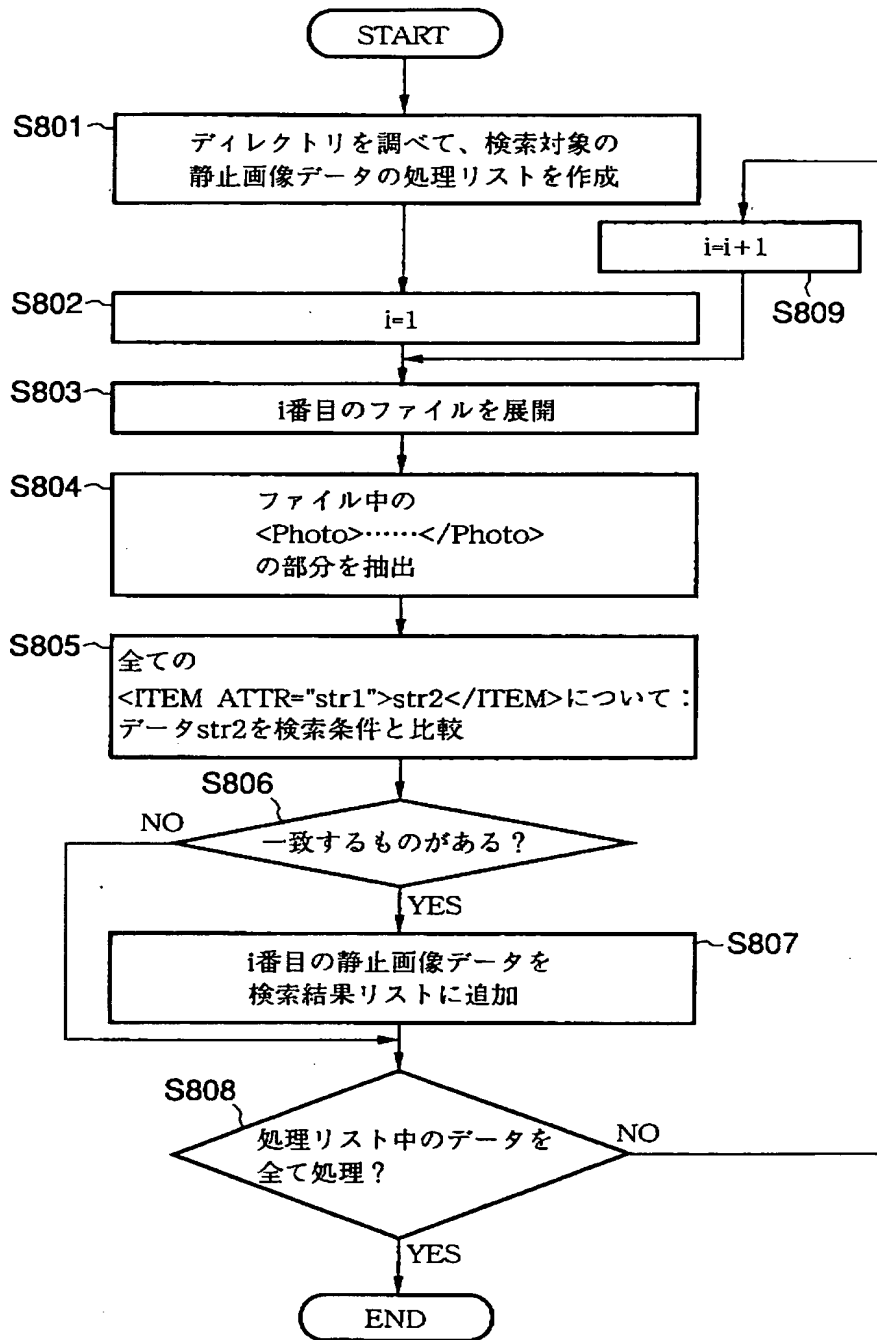 START
S801
ディレクトリを調べて、検索対象の
静止画像データの処理リストを作成
i=i+1
S809
S802
i=1
S803
i番目のファイルを展開
S804
ファイル中の
<Photo>……</Photo>
の部分を抽出
S805
全ての
<ITEM ATTR="str1">str2</ITEM>について：
データstr2を検索条件と比較
S806
NO
一致するものがある？
YES
S807
i番目の静止画像データを
検索結果リストに追加
S808
処理リスト中のデータを
全て処理？
NO
YES
END